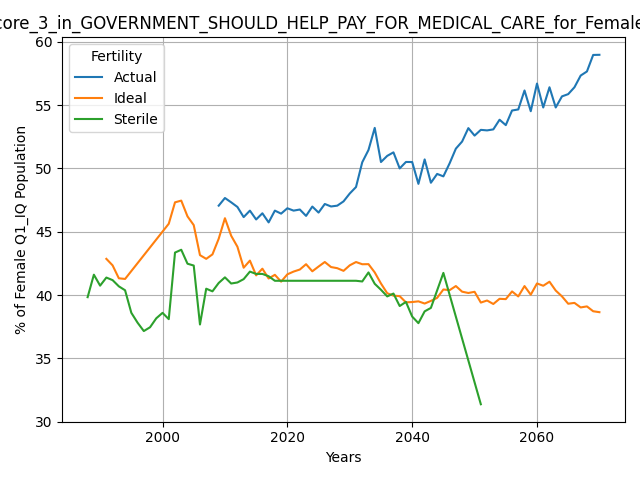 core_3_in_GOVERNMENT_SHOULD_HELP_PAY_FOR_MEDICAL_CARE_for_Female
Fertility
Actual
Ideal
Sterile
% of Female Q1_IQ Population
60
55
50
45
40
35
30
2000
2020
2040
2060
Years